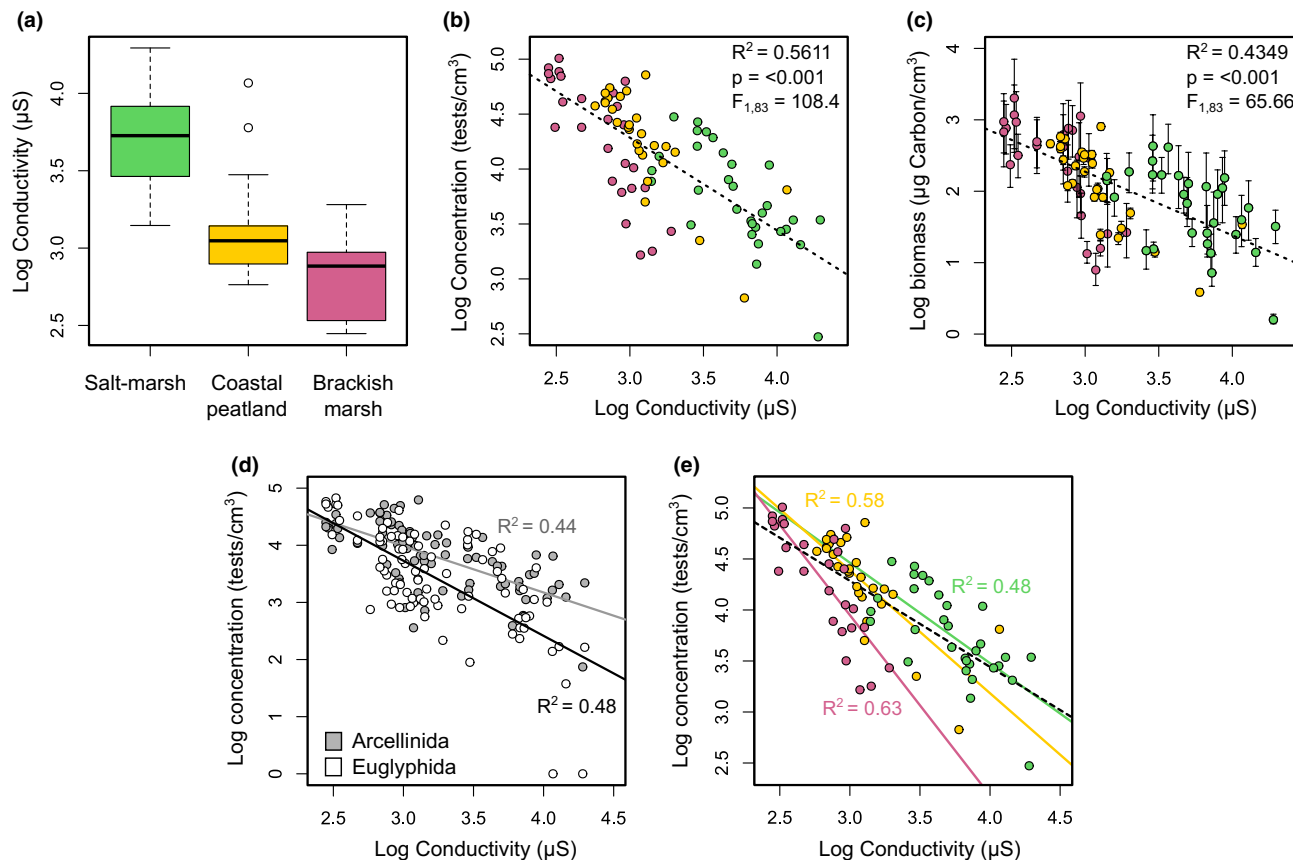 (a)
Log Conductivity (µS)
4.0
3.5
3.0
2.5
Salt-marsh
Coastal
peatland
Brackish
marsh
(b)
Log Concentration (tests/cm³)
5.0
4.5
4.0
3.5
3.0
2.5
R² = 0.5611
p = <0.001
F1,83 = 108.4
2.5 3.0 3.5 4.0
Log Conductivity (µS)
(c)
Log biomass (µg Carbon/cm³)
4
3
2
1
0
R² = 0.4349
p = <0.001
F1,83 = 65.66
2.5 3.0 3.5 4.0
Log Conductivity (µS)
(d)
Log concentration (tests/cm³)
5
4
3
2
1
0
R² = 0.44
R² = 0.48
Arcellinida
Euglyphida
2.5 3.0 3.5 4.0 4.5
Log Conductivity (µS)
(e)
Log concentration (tests/cm³)
5.0
4.5
4.0
3.5
3.0
2.5
R² = 0.58
R² = 0.48
R² = 0.63
2.5 3.0 3.5 4.0 4.5
Log Conductivity (µS)